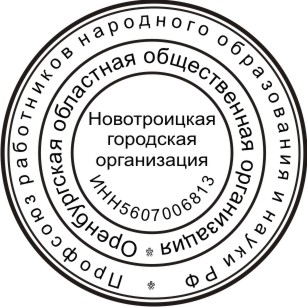 Профсоюз работников народного образования и науки РФ
Оренбургская областная общественная организация
Новотроицкая
городская
организация
ИНН5607006813